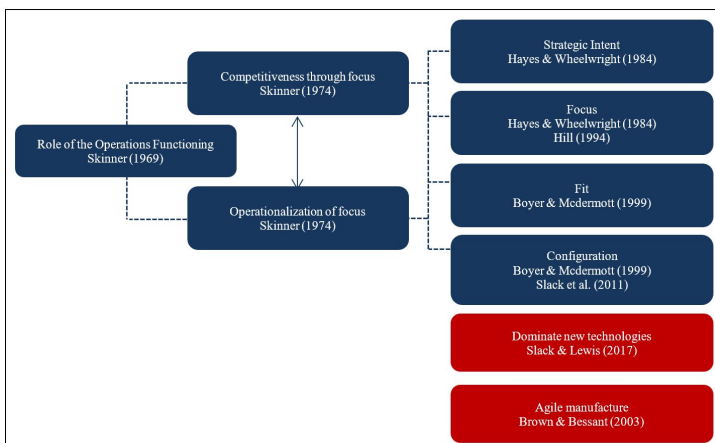 Role of the Operations Functioning
Skinner (1969)
Competitiveness through focus
Skinner (1974)
Operationalization of focus
Skinner (1974)
Strategic Intent
Hayes & Wheelwright (1984)
Focus
Hayes & Wheelwright (1984)
Hill (1994)
Fit
Boyer & Mcdermott (1999)
Configuration
Boyer & Mcdermott (1999)
Slack et al. (2011)
Dominate new technologies
Slack & Lewis (2017)
Agile manufacture
Brown & Bessant (2003)